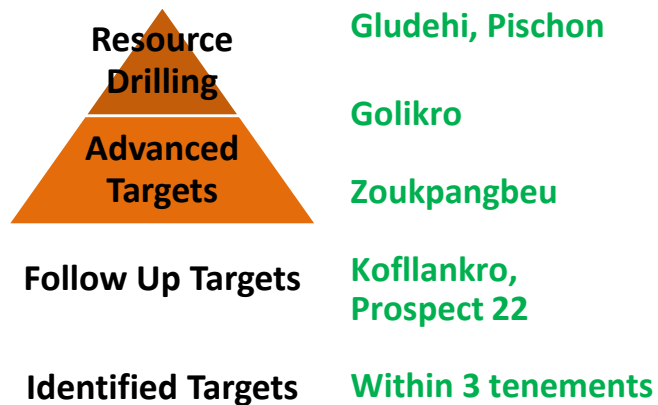 Resource
Drilling
Gludehi, Pischon
Golikro
Advanced
Targets
Zoukpangbeu
Follow Up Targets
Kofllankro,
Prospect 22
Identified Targets
Within 3 tenements